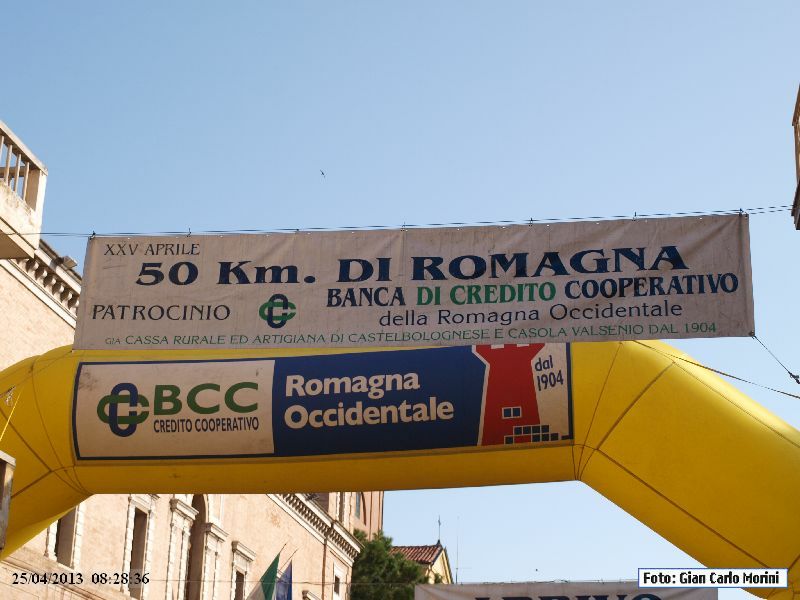 XXV APRILE
50 Km. DI ROMAGNA
PATROCINIO
BANCA DI CREDITO COOPERATIVO
della Romagna Occidentale
GIÀ CASSA RURALE ED ARTIGIANA DI CASTELBOLOGNESE E CASOLA VALSENIO DAL 1904
BCC
CREDITO COOPERATIVO
Romagna
Occidentale
dal
1904
ARRIVO
25/04/2013 08:28:36
Foto: Gian Carlo Morini